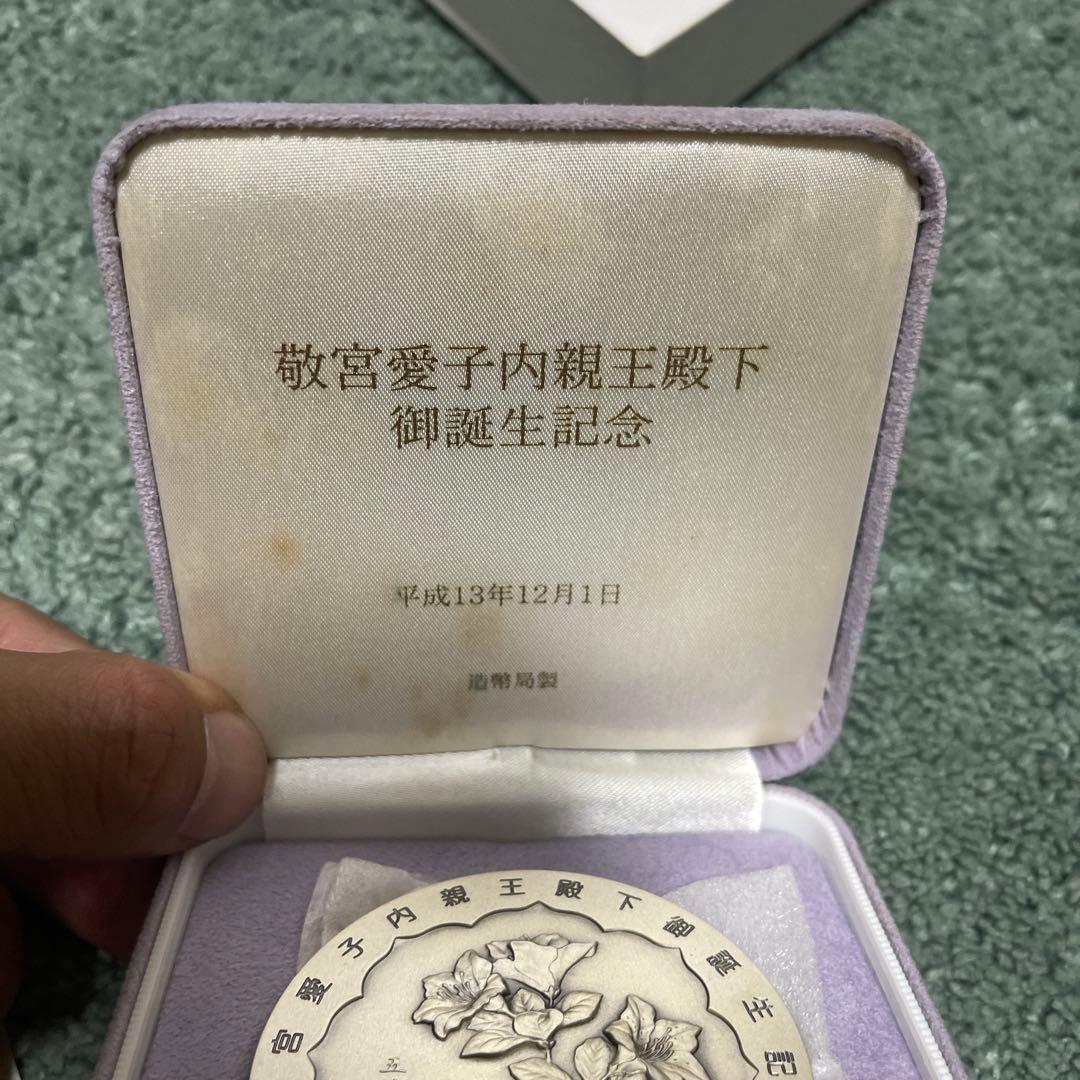 敬宮愛子内親王殿下
御誕生記念
平成13年12月1日
造幣局製
宮愛子内親王殿下御誕生記